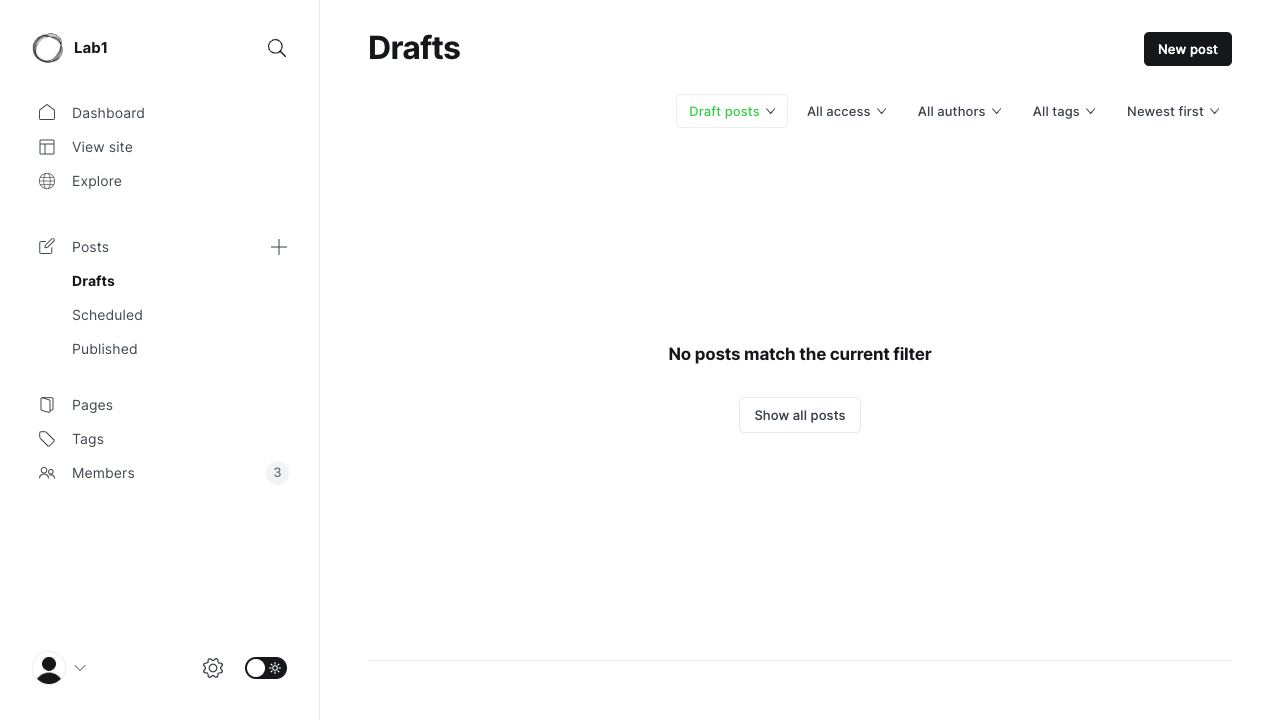 Lab1
Dashboard
View site
Explore
Posts
Drafts
Scheduled
Published
Pages
Tags
Members 3
Drafts
New post
Draft posts All access All authors All tags Newest first
No posts match the current filter
Show all posts